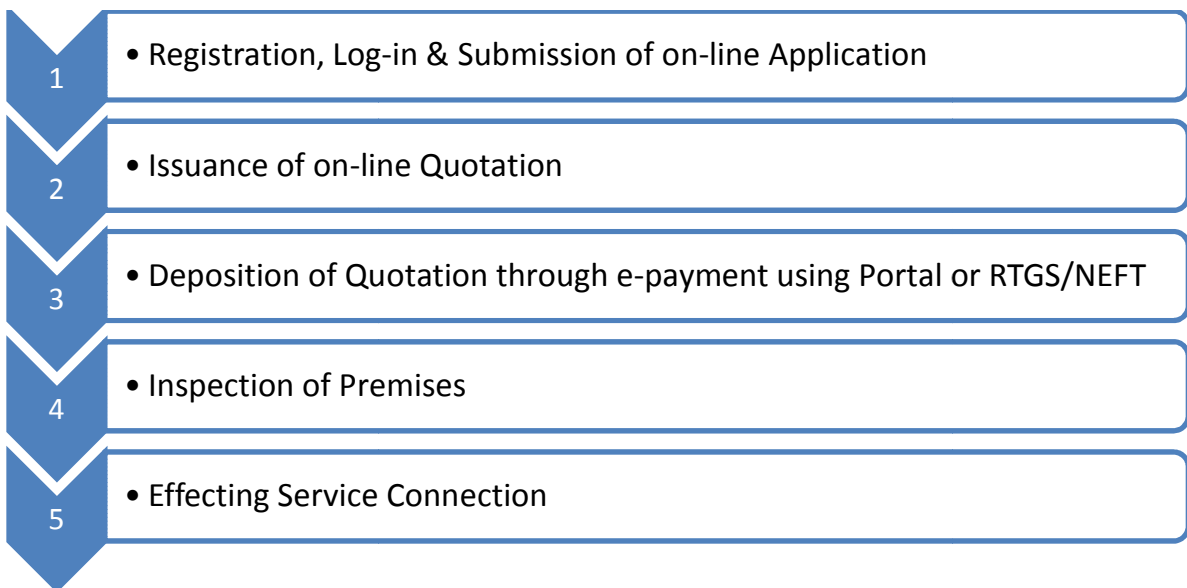 1
• Registration, Log-in & Submission of on-line Application
2
• Issuance of on-line Quotation
3
• Deposition of Quotation through e-payment using Portal or RTGS/NEFT
4
• Inspection of Premises
5
• Effecting Service Connection